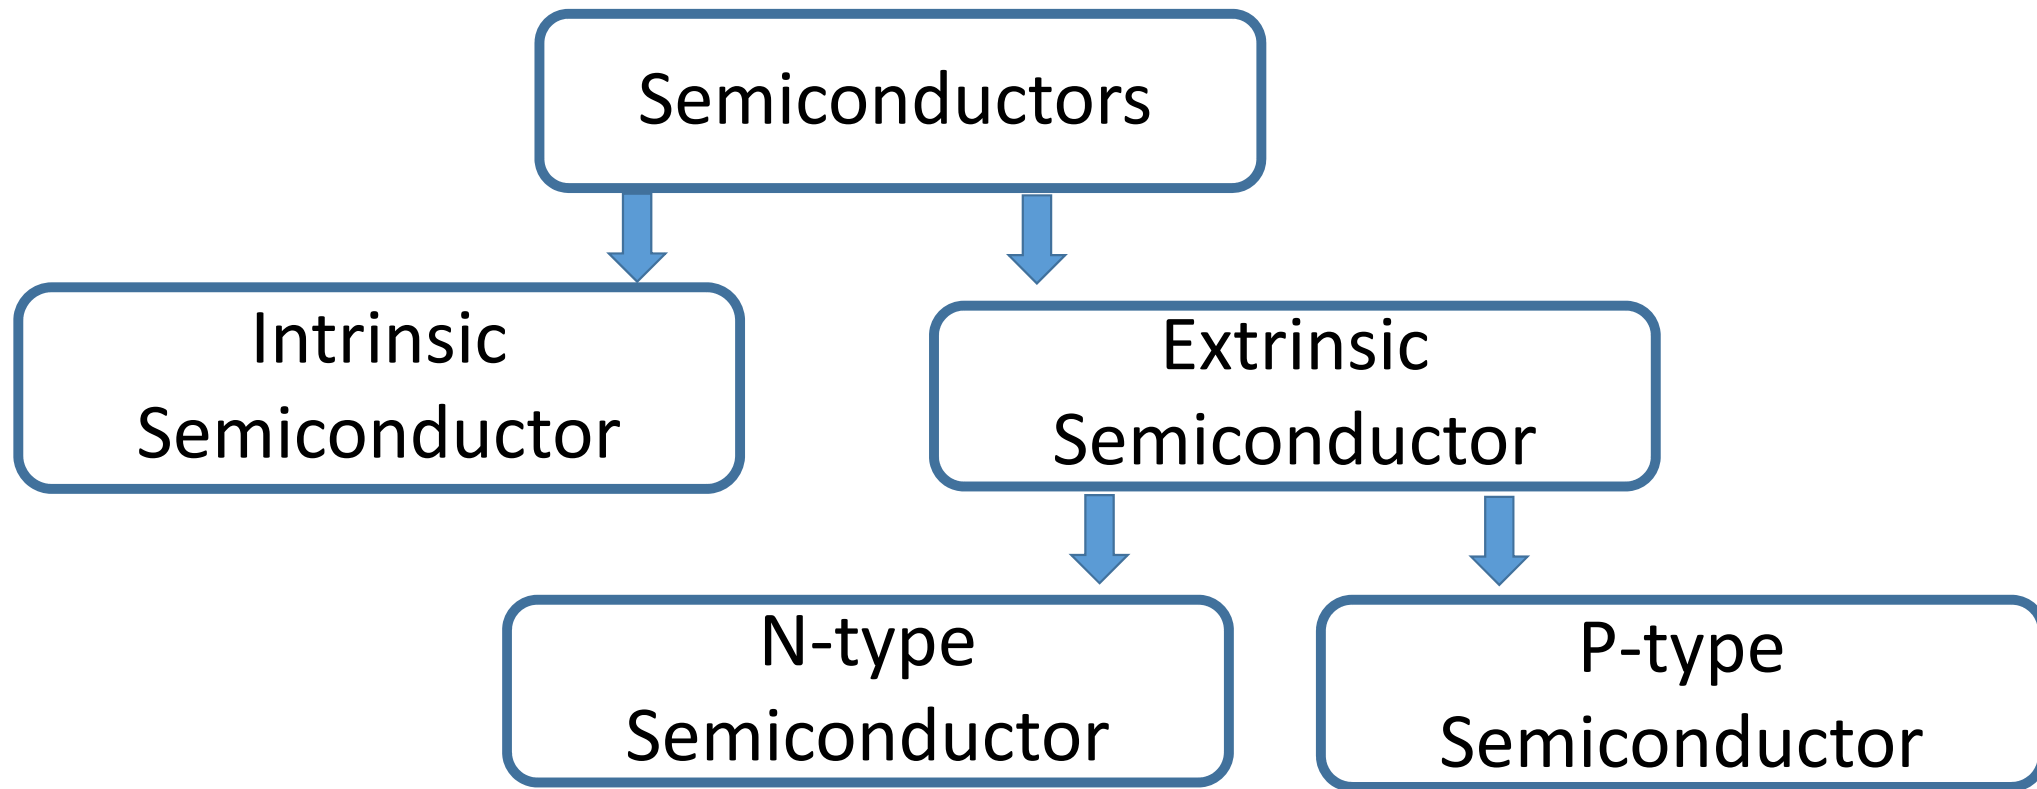 Semiconductors
Intrinsic
Semiconductor
Extrinsic
Semiconductor
N-type
Semiconductor
P-type
Semiconductor